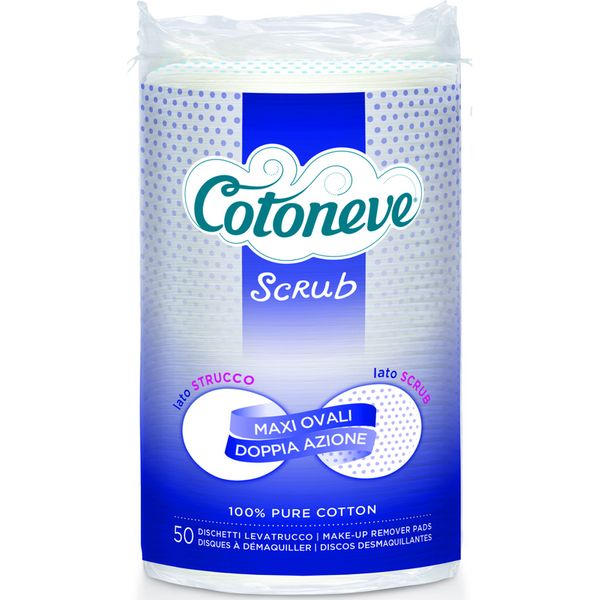 Cotoneve®
Scrub
lato STRUCCO
lato SCRUB
MAXI OVALI
DOPPIA AZIONE
100% PURE COTTON
50 DISCHETTI LEVATRUCCO | MAKE-UP REMOVER PADS
DISQUES À DÉMAQUILLER | DISCOS DESMAQUILLANTES